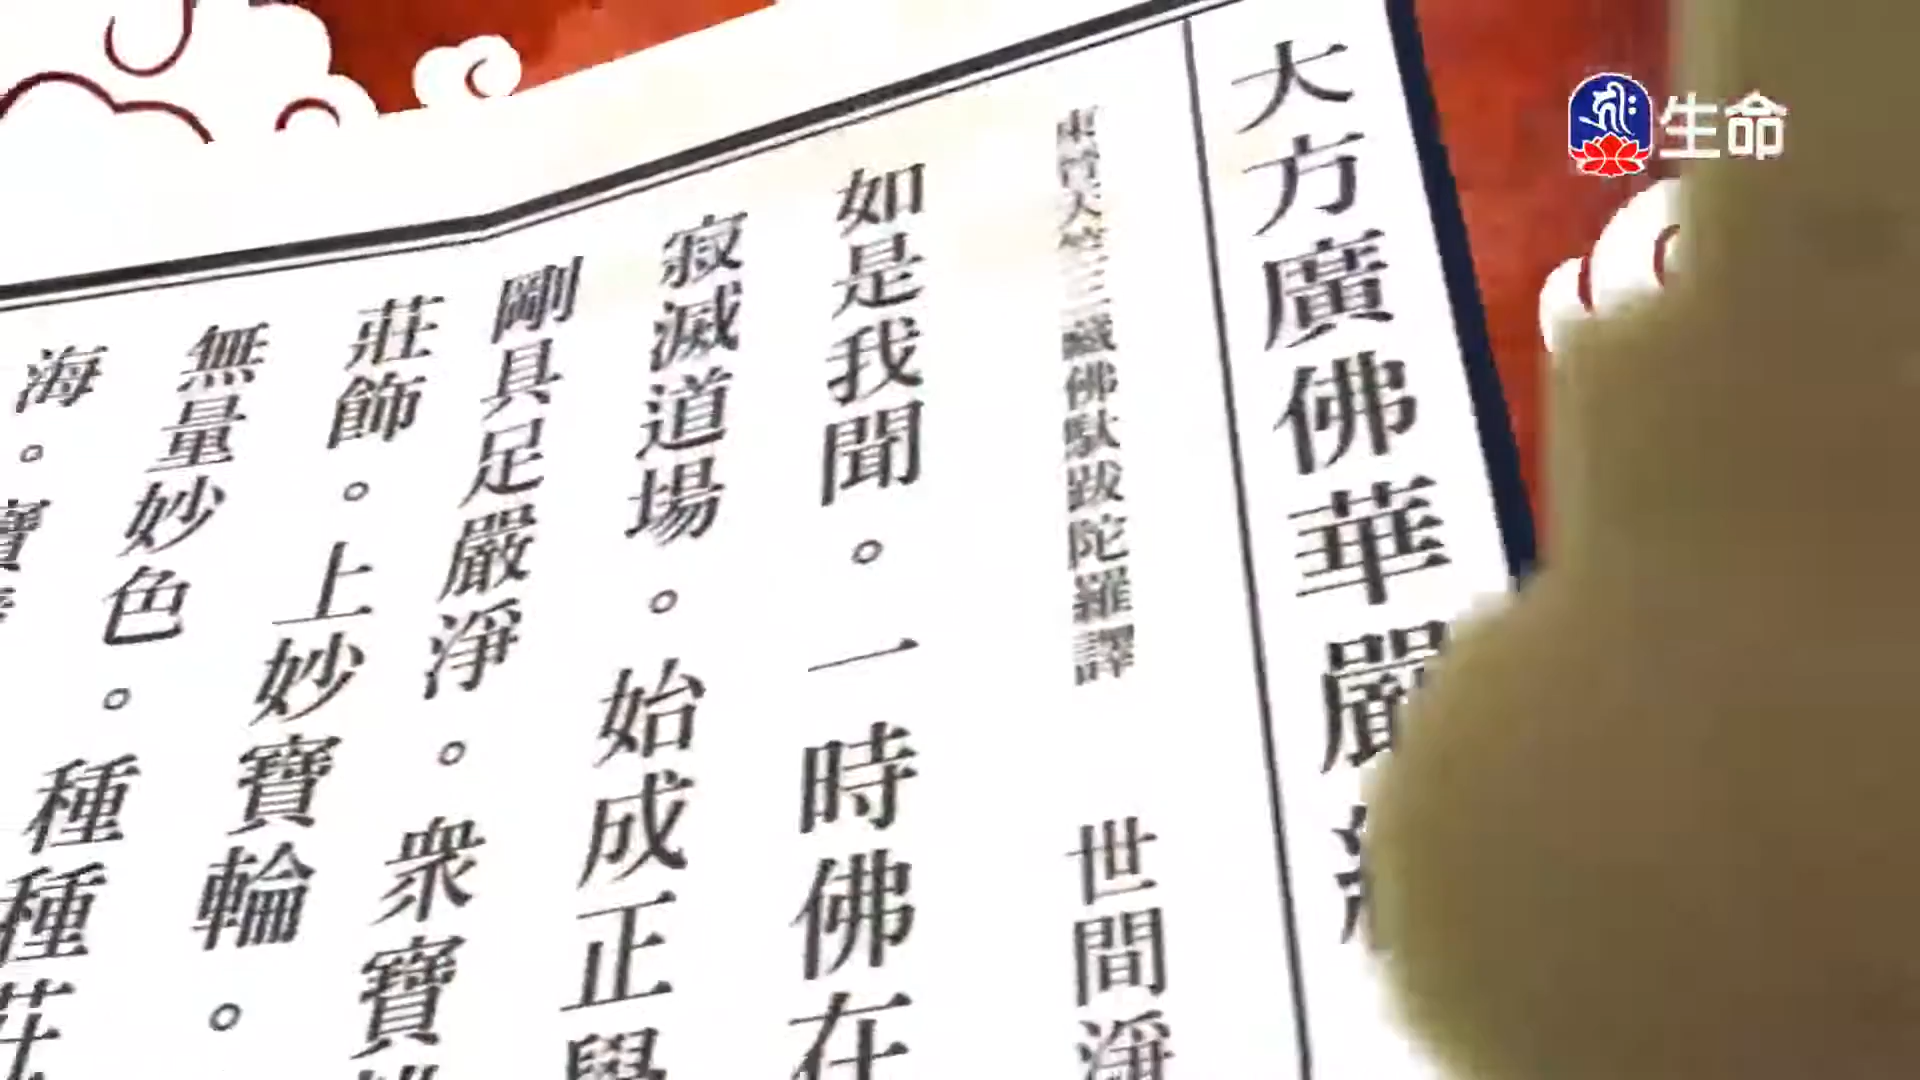 生命
大方廣佛華嚴
東晉天竺三藏佛馱跋陀羅譯
世間淨
如是我聞。一時佛在
寂滅道場。始成正覺
剛具足嚴淨。衆寶
莊飾。上妙寶輪。
無量妙色。種種莊
海。寶